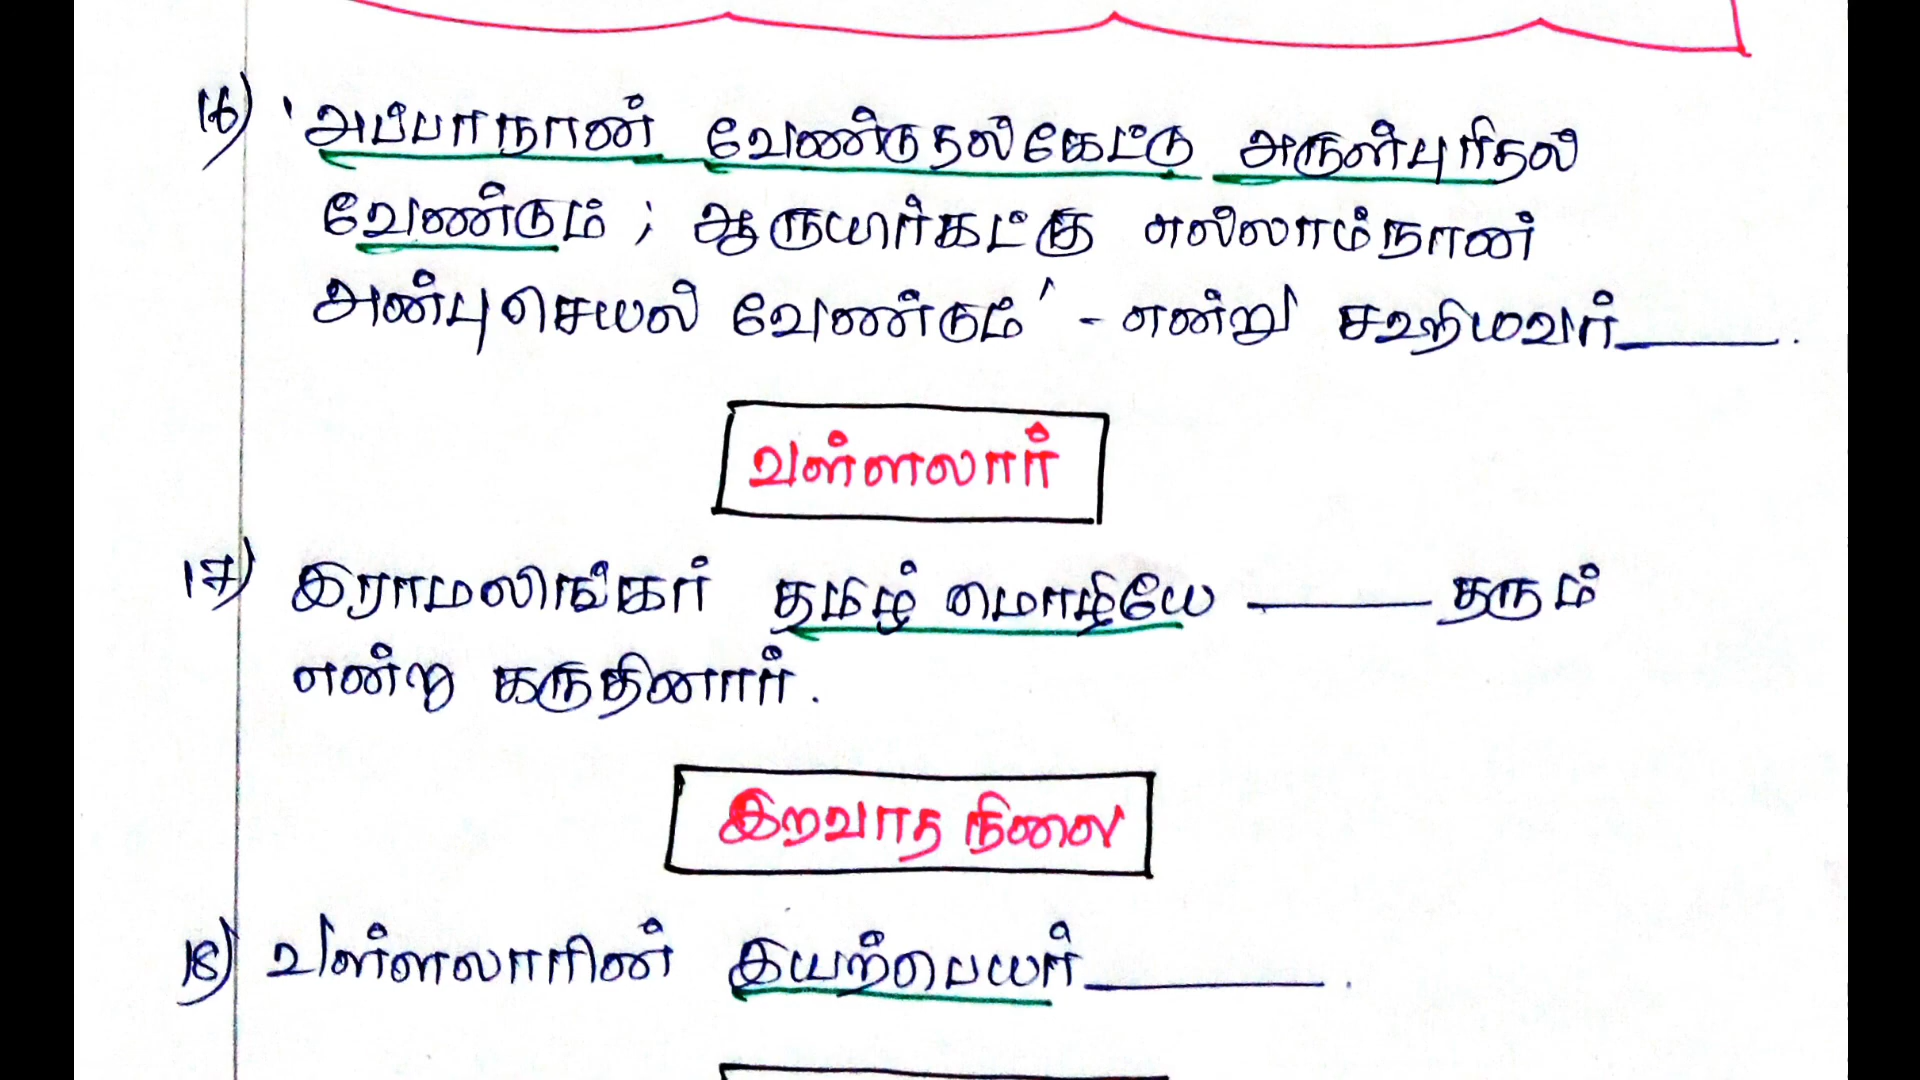 16) 'அப்பாநான் வேண்டுதல்கேட்டு அருள்புரிதல்
வேண்டும் ; ஆருயிர்கட்கு எல்லாம்நான்
அன்புசெயல் வேண்டும்' - என்று கூறியவர்______.
வள்ளலார்
17) இராமலிங்கர் தமிழ் மொழியே ______ தரும்
என்று கருதினார்.
இறவாத நிலை
18) வள்ளலாரின் இயற்பெயர்______.